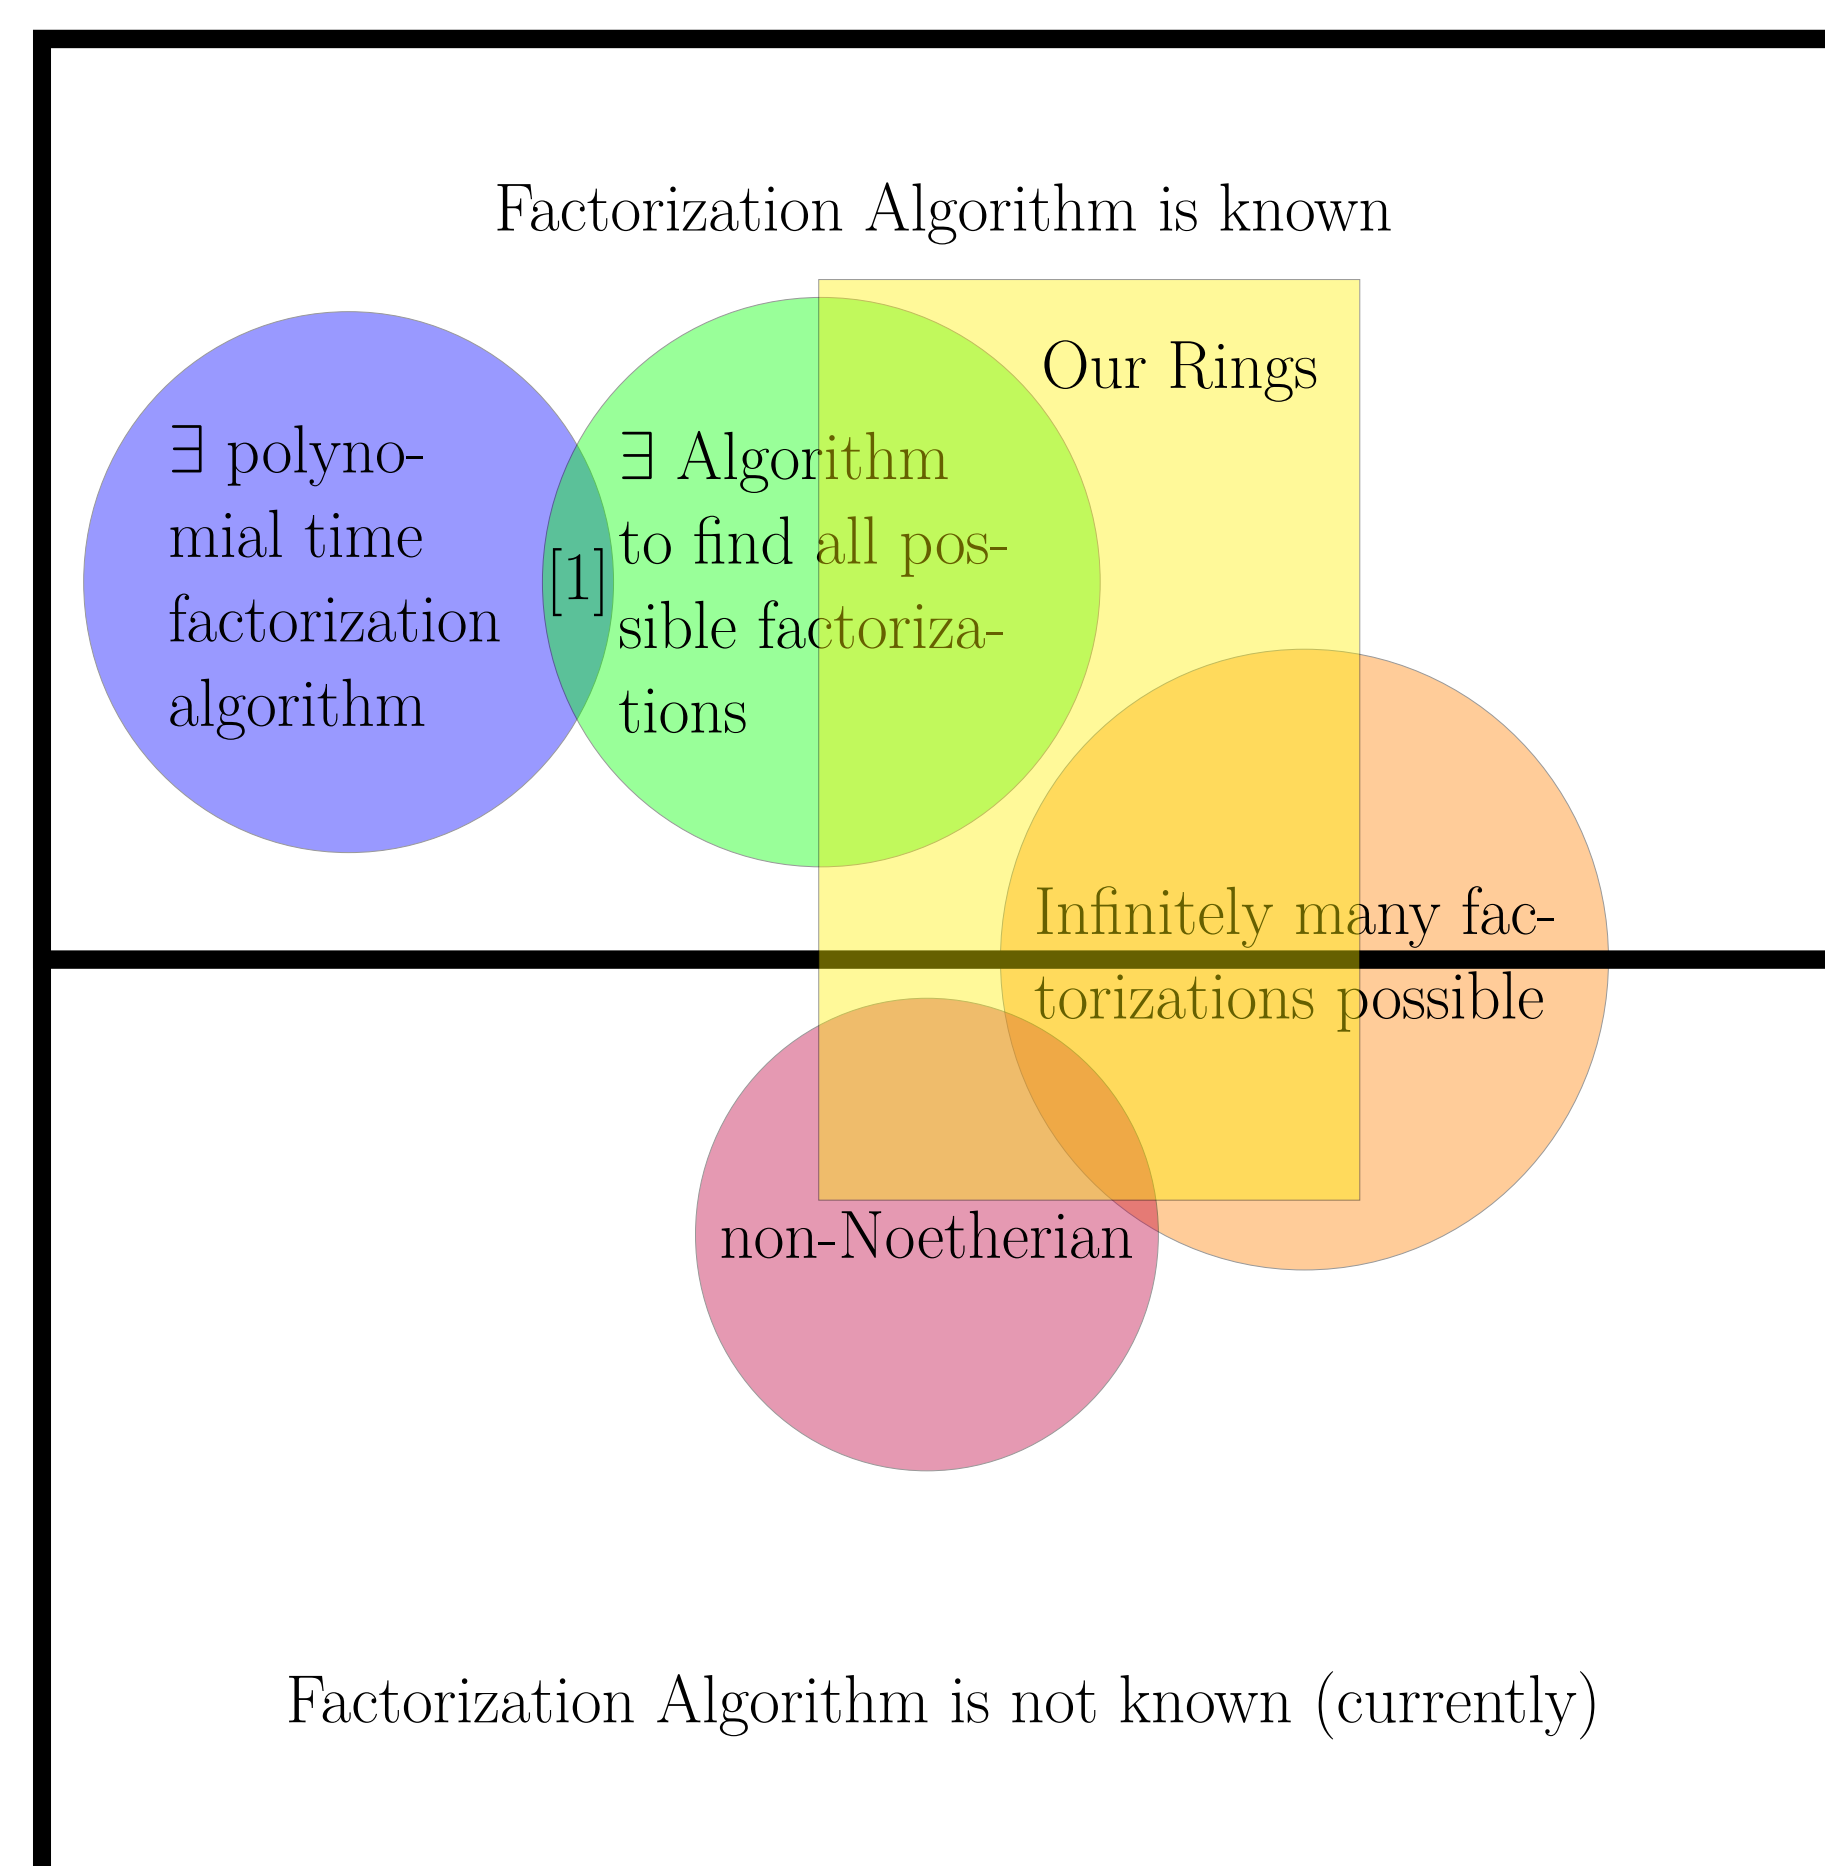 Factorization Algorithm is known
Our Rings
∃ polyno-
mial time
factorization
algorithm
[1]
∃ Algorithm
to find all pos-
sible factoriza-
tions
Infinitely many fac-
torizations possible
non-Noetherian
Factorization Algorithm is not known (currently)